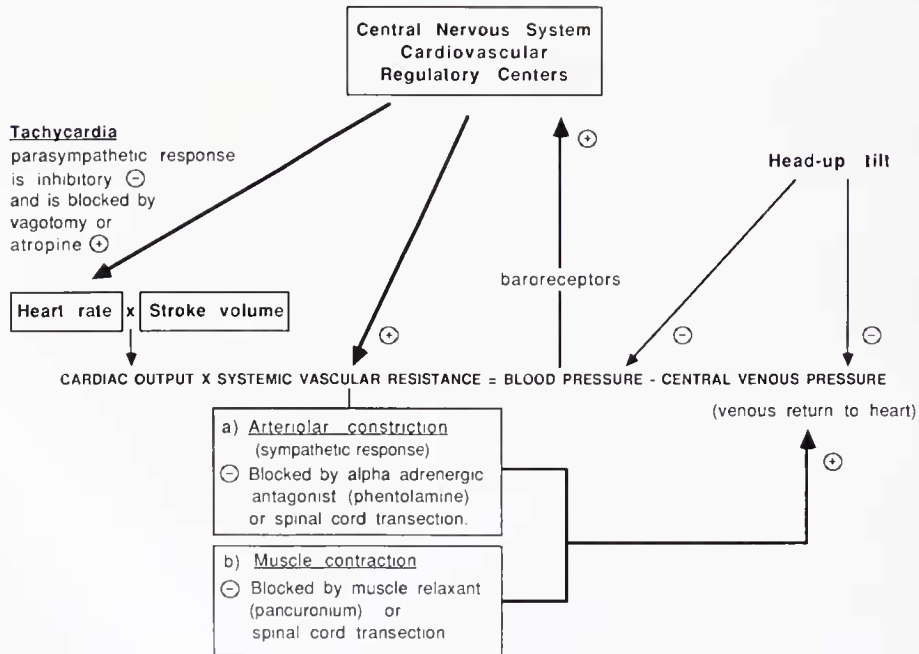 Central Nervous System
Cardiovascular
Regulatory Centers
Tachycardia
parasympathetic response
is inhibitory ⊖
and is blocked by
vagotomy or
atropine ⊕
⊕
Head-up tilt
baroreceptors
Heart rate x Stroke volume
⊕
⊖
⊖
CARDIAC OUTPUT X SYSTEMIC VASCULAR RESISTANCE = BLOOD PRESSURE - CENTRAL VENOUS PRESSURE
(venous return to heart)
a) Arteriolar constriction
(sympathetic response)
⊖ Blocked by alpha adrenergic
antagonist (phentolamine)
or spinal cord transection.
⊕
b) Muscle contraction
⊖ Blocked by muscle relaxant
(pancuronium) or
spinal cord transection